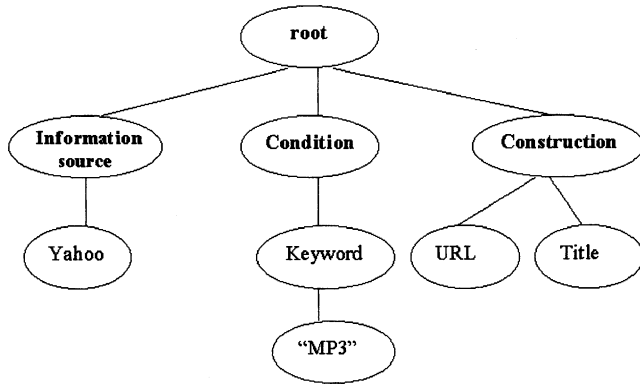 root
Information
source
Condition
Construction
Yahoo
Keyword
URL
Title
“MP3”